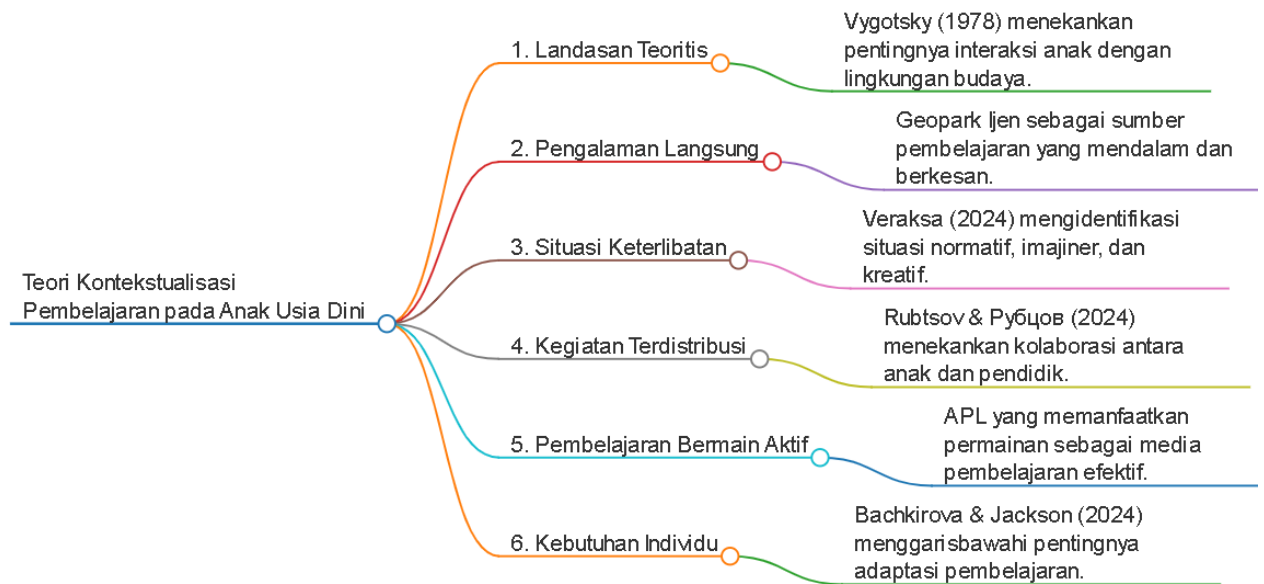 Teori Kontekstualisasi
Pembelajaran pada Anak Usia Dini
1. Landasan Teoritis
Vygotsky (1978) menekankan
pentingnya interaksi anak dengan
lingkungan budaya.
2. Pengalaman Langsung
Geopark Ijen sebagai sumber
pembelajaran yang mendalam dan
berkesan.
3. Situasi Keterlibatan
Veraksa (2024) mengidentifikasi
situasi normatif, imajiner, dan
kreatif.
4. Kegiatan Terdistribusi
Rubtsov & Рубцов (2024)
menekankan kolaborasi antara
anak dan pendidik.
5. Pembelajaran Bermain Aktif
APL yang memanfaatkan
permainan sebagai media
pembelajaran efektif.
6. Kebutuhan Individu
Bachkirova & Jackson (2024)
menggarisbawahi pentingnya
adaptasi pembelajaran.